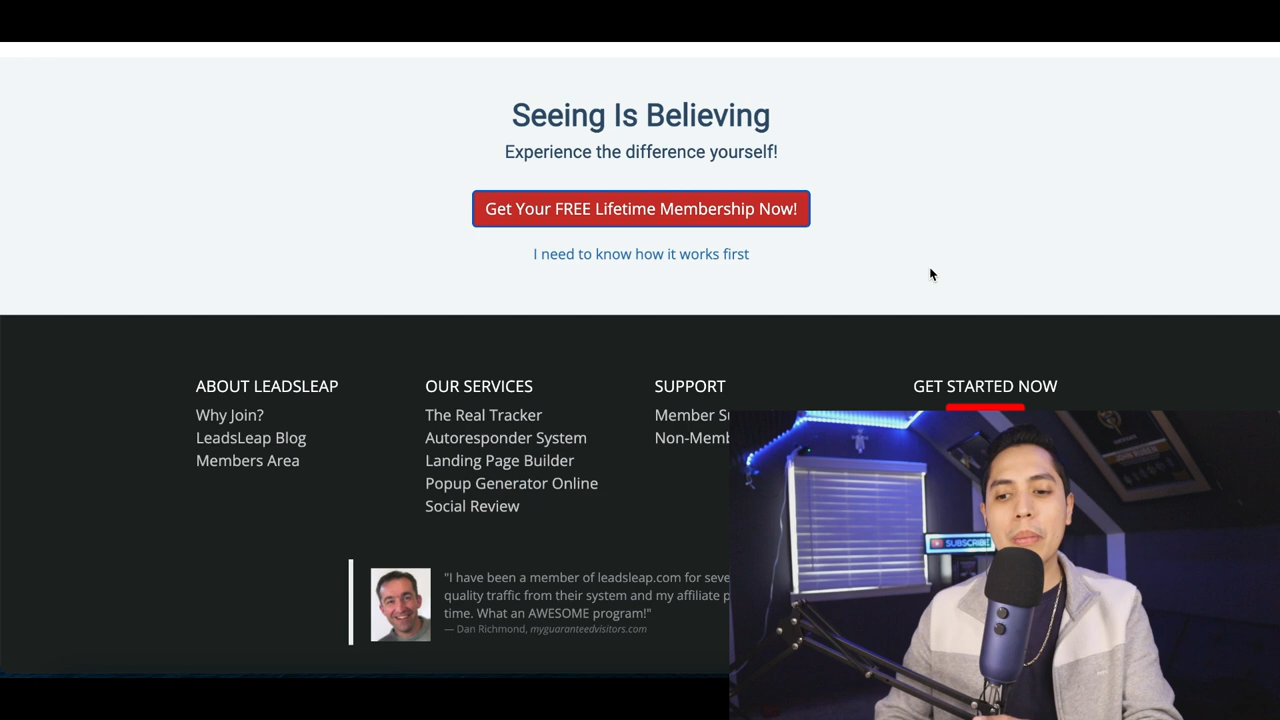 Seeing Is Believing
Experience the difference yourself!
Get Your FREE Lifetime Membership Now!
I need to know how it works first
ABOUT LEADSLEAP
Why Join?
LeadsLeap Blog
Members Area
OUR SERVICES
The Real Tracker
Autoresponder System
Landing Page Builder
Popup Generator Online
Social Review
SUPPORT
Member
GET STARTED NOW
"I have been a member of leadsleap.com for
quality traffic from their system and my affiliate
time. What an AWESOME program!"
— Dan Richmond, myguaranteedvisitors.com
SUBSCRIBE
JOHN RUBEN